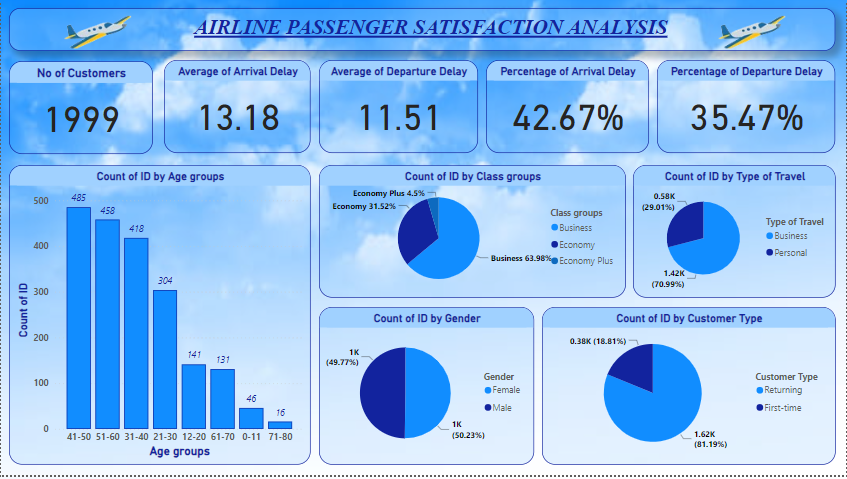 AIRLINE PASSENGER SATISFACTION ANALYSIS
No of Customers
1999
Average of Arrival Delay
13.18
Average of Departure Delay
11.51
Percentage of Arrival Delay
42.67%
Percentage of Departure Delay
35.47%
Count of ID by Age groups
Count of ID
500
400
300
200
100
0
485
458
418
304
141
131
46
16
41-50 51-60 31-40 21-30 12-20 61-70 0-11 71-80
Age groups
Count of ID by Class groups
Economy Plus 4.5%
Economy 31.52%
Business 63.98%
Class groups
Business
Economy
Economy Plus
Count of ID by Type of Travel
0.58K
(29.01%)
1.42K
(70.99%)
Type of Travel
Business
Personal
Count of ID by Gender
1K
(49.77%)
1K
(50.23%)
Gender
Female
Male
Count of ID by Customer Type
0.38K (18.81%)
1.62K
(81.19%)
Customer Type
Returning
First-time